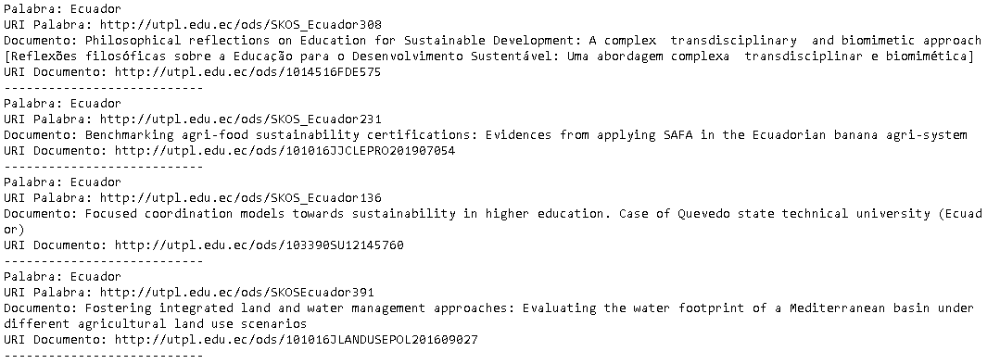 Palabra: Ecuador
URI Palabra: http://utpl.edu.ec/ods/SKOS_Ecuador308
Documento: Philosophical reflections on Education for Sustainable Development: A complex  transdisciplinary  and biomimetic approach
[Reflexões filosóficas sobre a Educação para o Desenvolvimento Sustentável: Uma abordagem complexa  transdisciplinar e biomimética]
URI Documento: http://utpl.edu.ec/ods/1014516FDE575
---------------------------
Palabra: Ecuador
URI Palabra: http://utpl.edu.ec/ods/SKOS_Ecuador231
Documento: Benchmarking agri-food sustainability certifications: Evidences from applying SAFA in the Ecuadorian banana agri-system
URI Documento: http://utpl.edu.ec/ods/101016JJCLEPRO201907054
---------------------------
Palabra: Ecuador
URI Palabra: http://utpl.edu.ec/ods/SKOS_Ecuador136
Documento: Focused coordination models towards sustainability in higher education. Case of Quevedo state technical university (Ecuad
or)
URI Documento: http://utpl.edu.ec/ods/103390SU12145760
---------------------------
Palabra: Ecuador
URI Palabra: http://utpl.edu.ec/ods/SKOSEcuador391
Documento: Fostering integrated land and water management approaches: Evaluating the water footprint of a Mediterranean basin under
different agricultural land use scenarios
URI Documento: http://utpl.edu.ec/ods/101016JLANDUSEPOL201609027
---------------------------